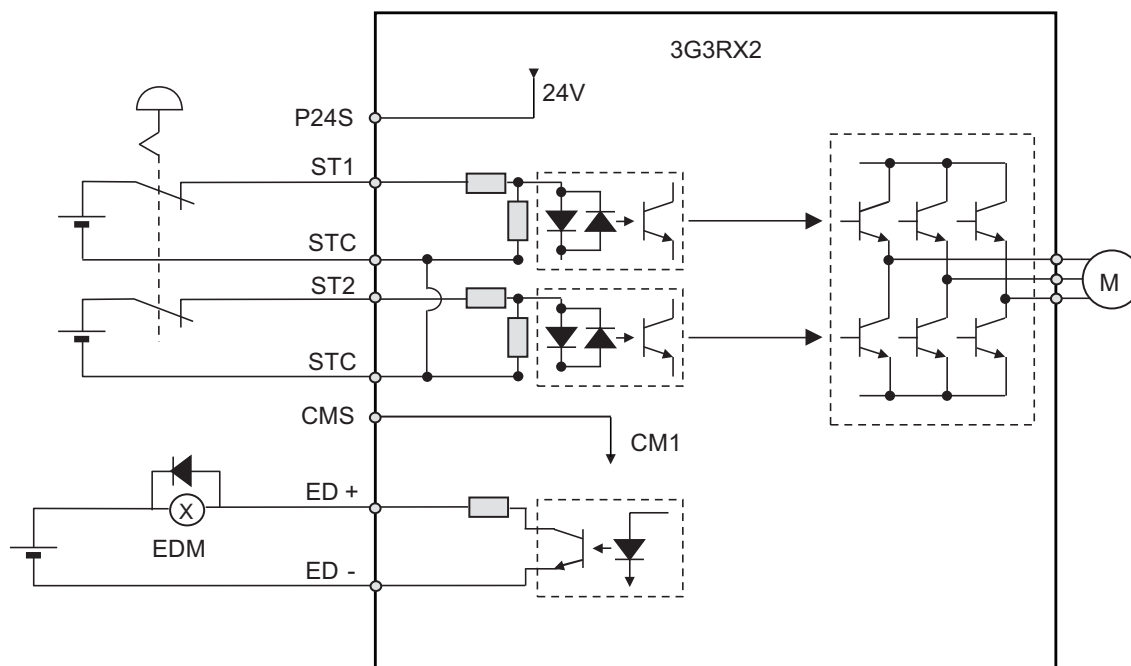 3G3RX2
24V
P24S
ST1
STC
ST2
STC
M
CMS
CM1
ED +
X
EDM
ED -